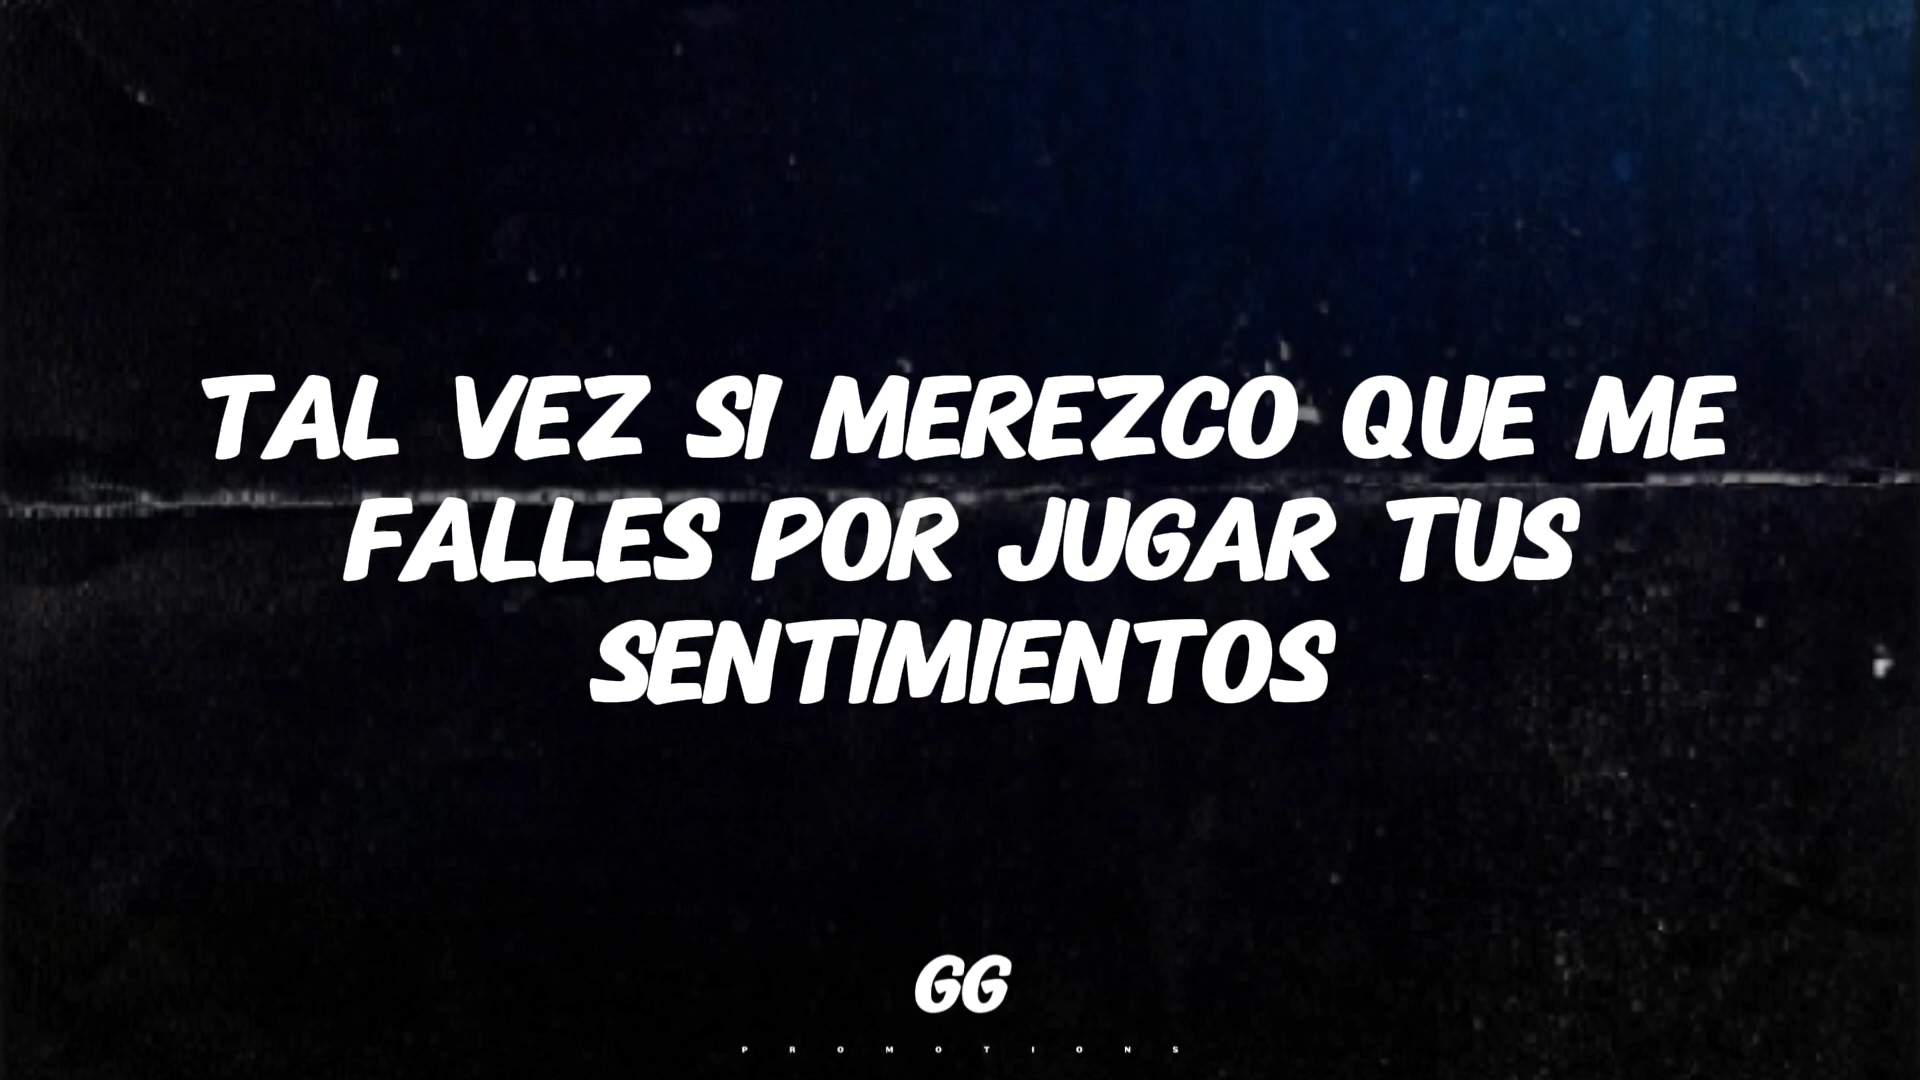 TAL VEZ SI MEREZCO QUE ME
FALLES POR JUGAR TUS
SENTIMIENTOS
GG
PROMOTIONS